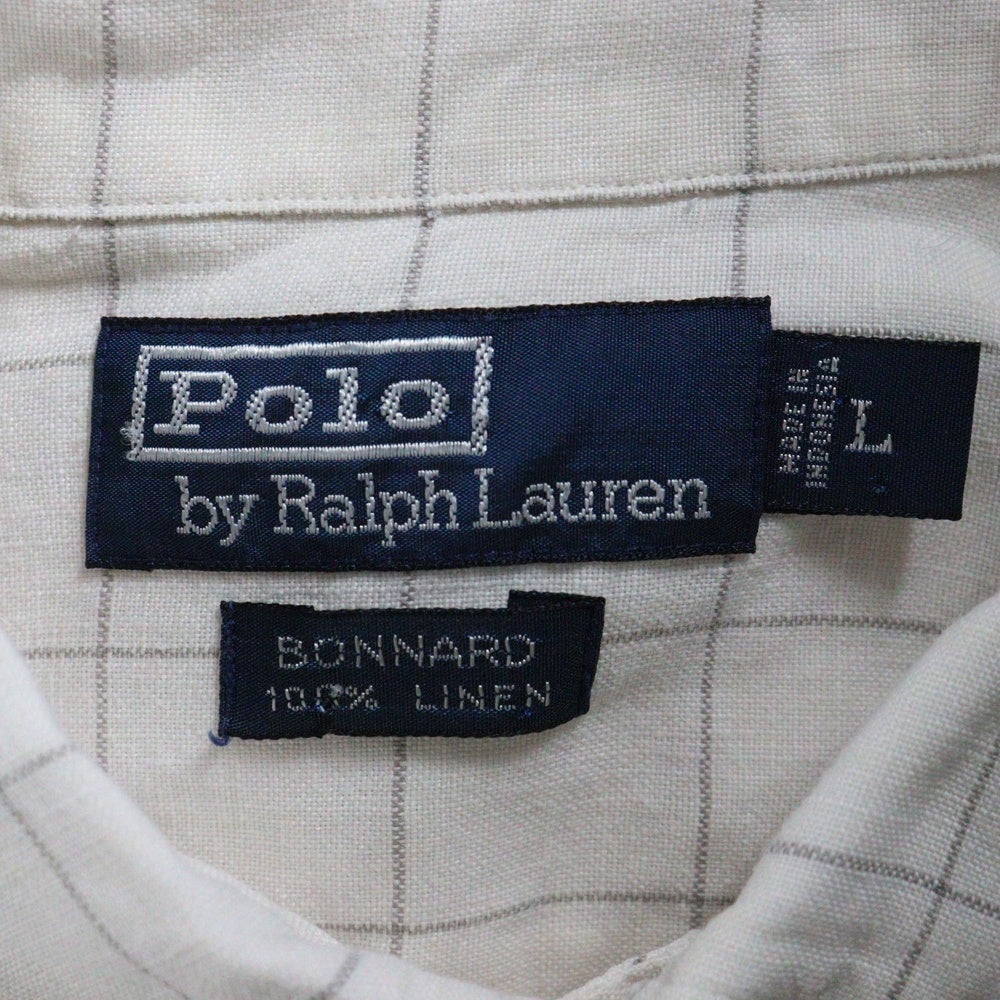 Polo
by Ralph Lauren
MADE IN
INDONESIA
L
BONNARD
100% LINEN